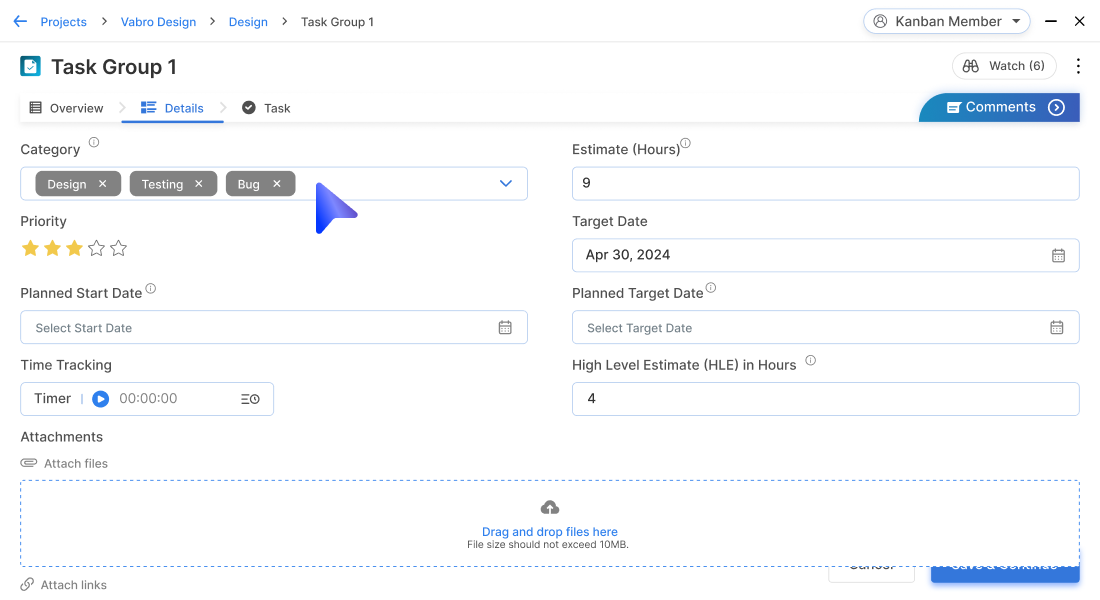 Projects > Vabro Design > Design > Task Group 1
Kanban Member
Task Group 1
Watch (6)
Overview
Details
Task
Comments
Category
Estimate (Hours)
Design × Testing × Bug ×
9
Priority
Target Date
Apr 30, 2024
Planned Start Date
Planned Target Date
Select Start Date
Select Target Date
Time Tracking
High Level Estimate (HLE) in Hours
Timer | 00:00:00
4
Attachments
Attach files
Drag and drop files here
File size should not exceed 10MB.
Attach links